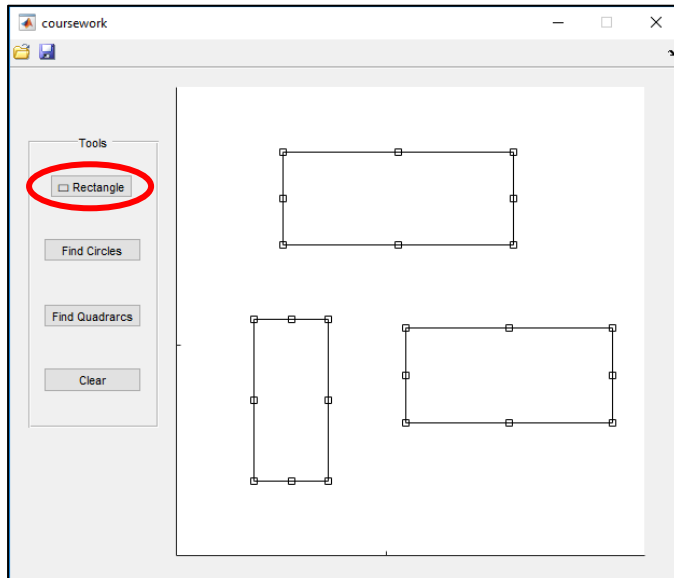 coursework
Tools
Rectangle
Find Circles
Find Quadrarcs
Clear